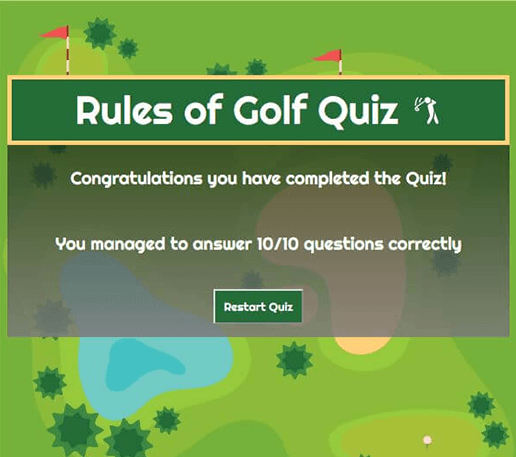 Rules of Golf Quiz
Congratulations you have completed the Quiz!
You managed to answer 10/10 questions correctly
Restart Quiz